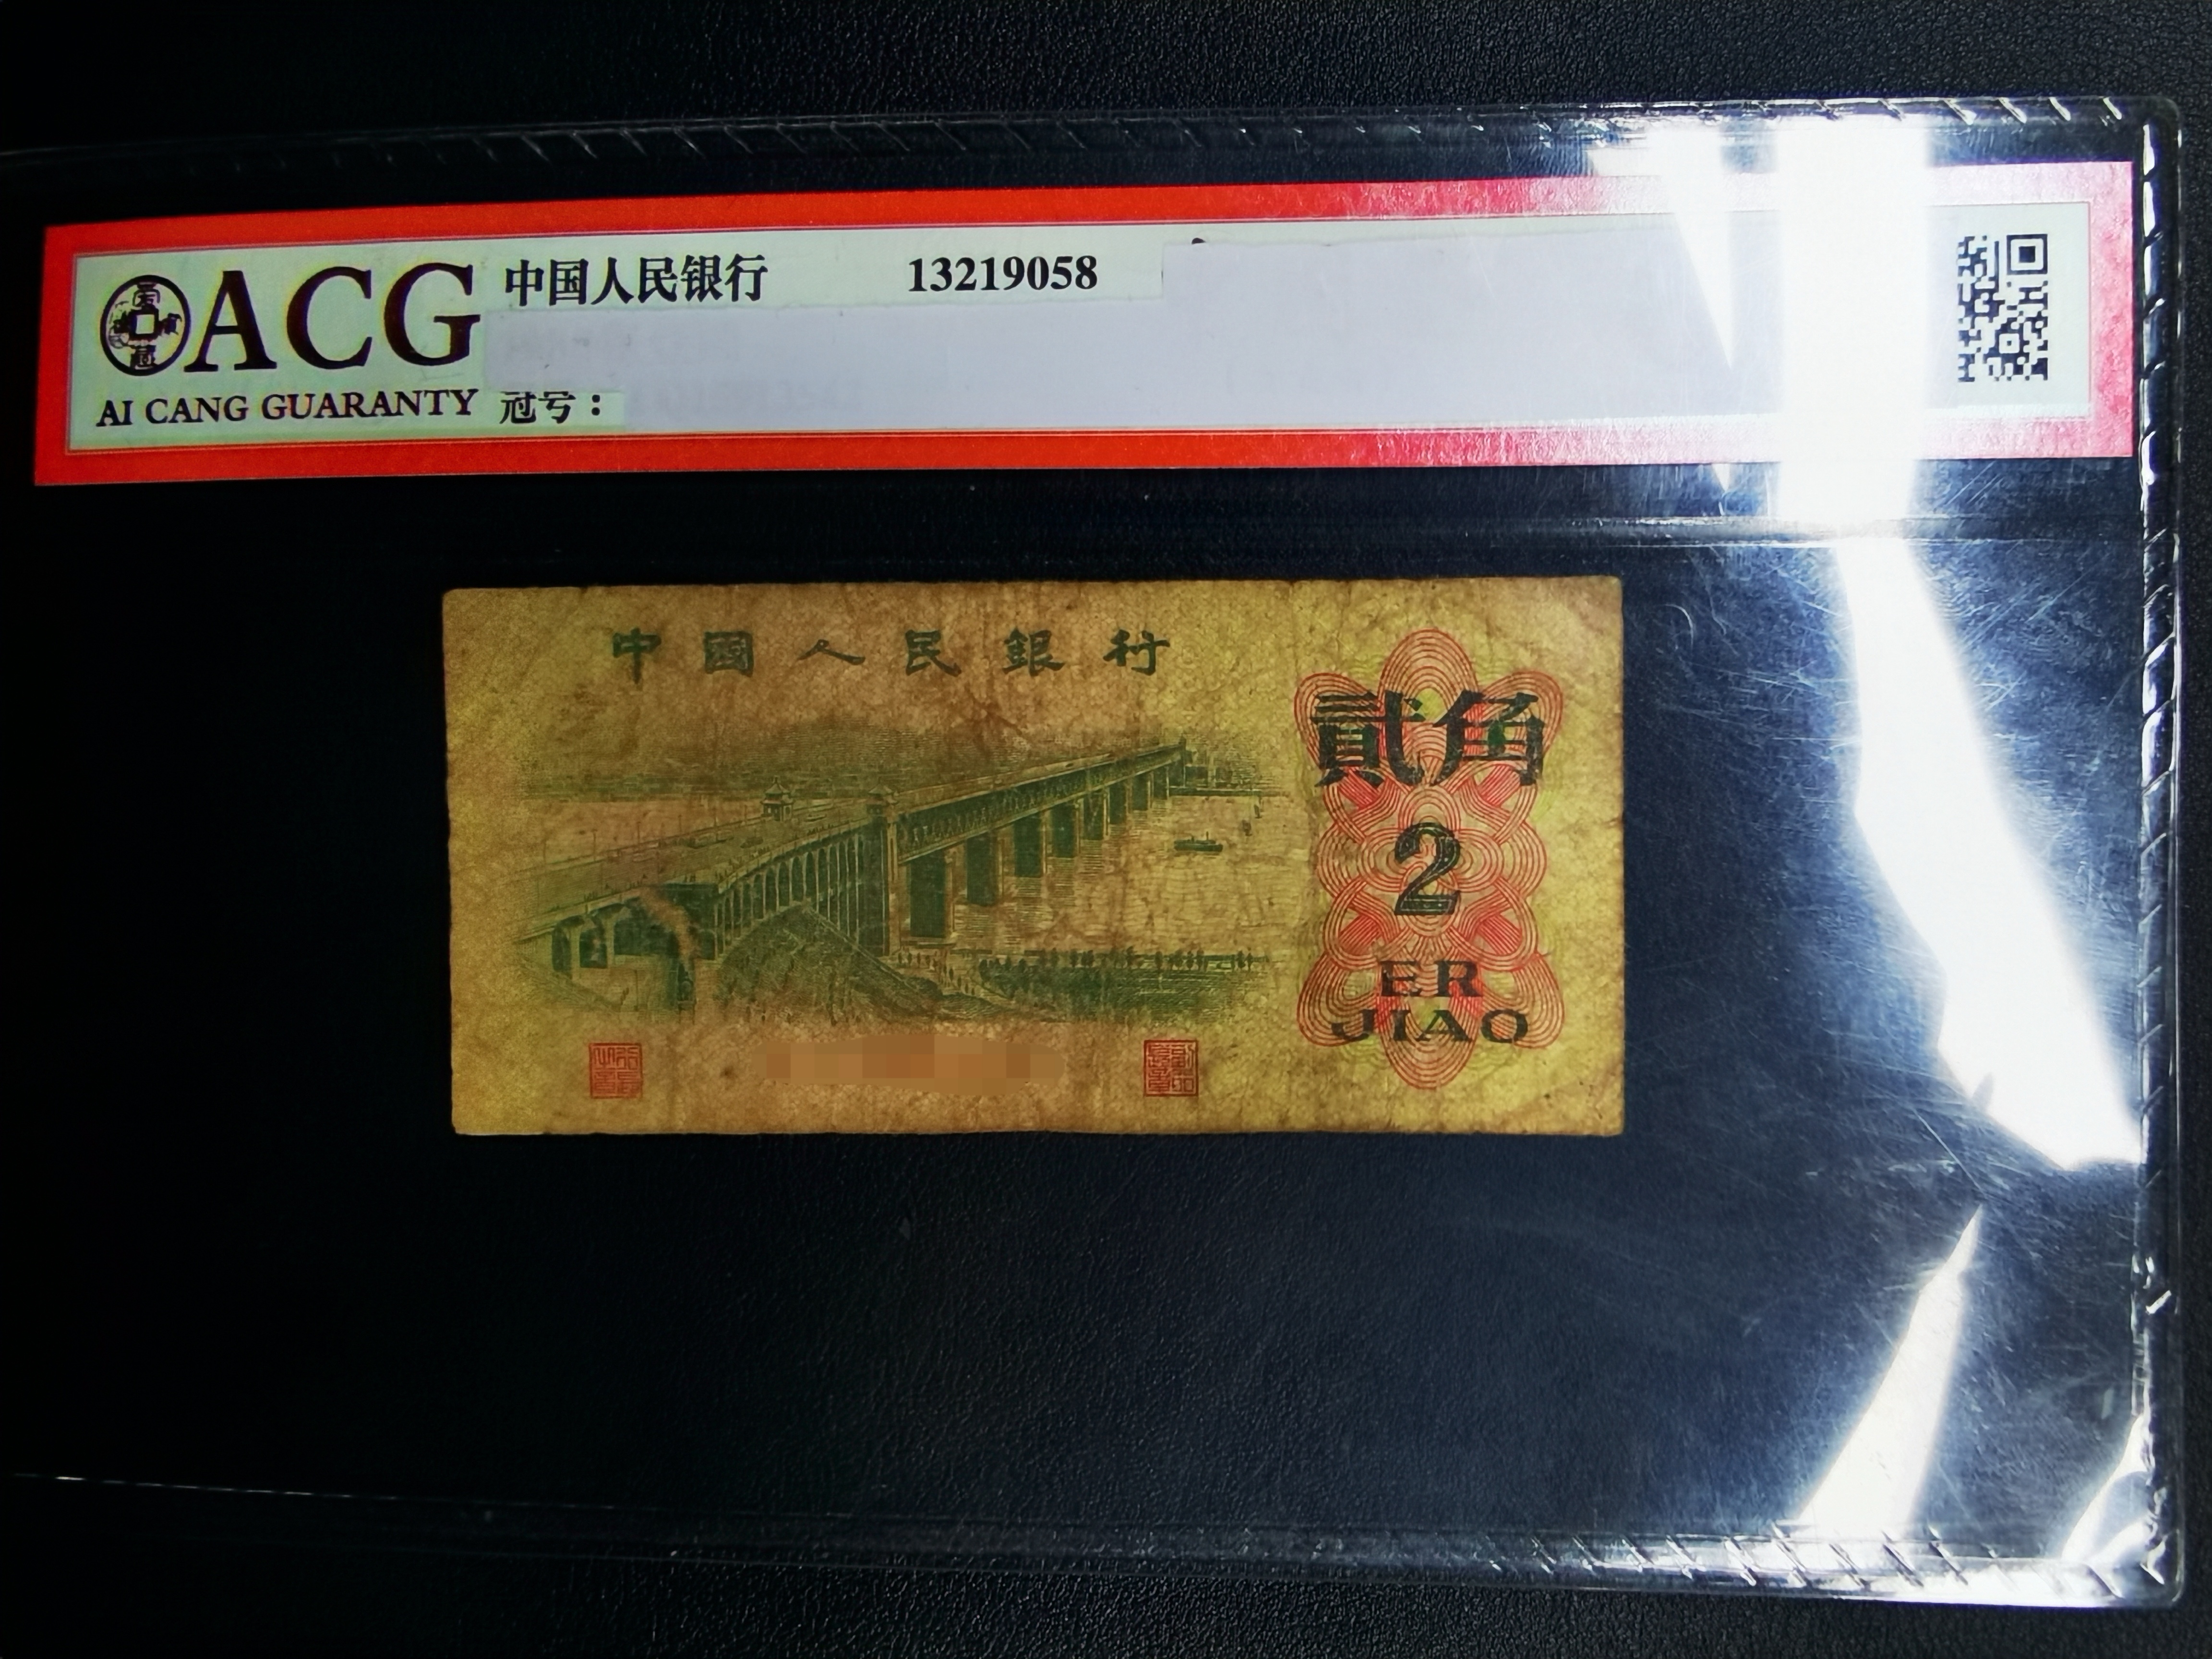 ACG
AI CANG GUARANTY
中国人民银行 13219058
冠号：
中國人民銀行
貳角
2
ER
JIAO